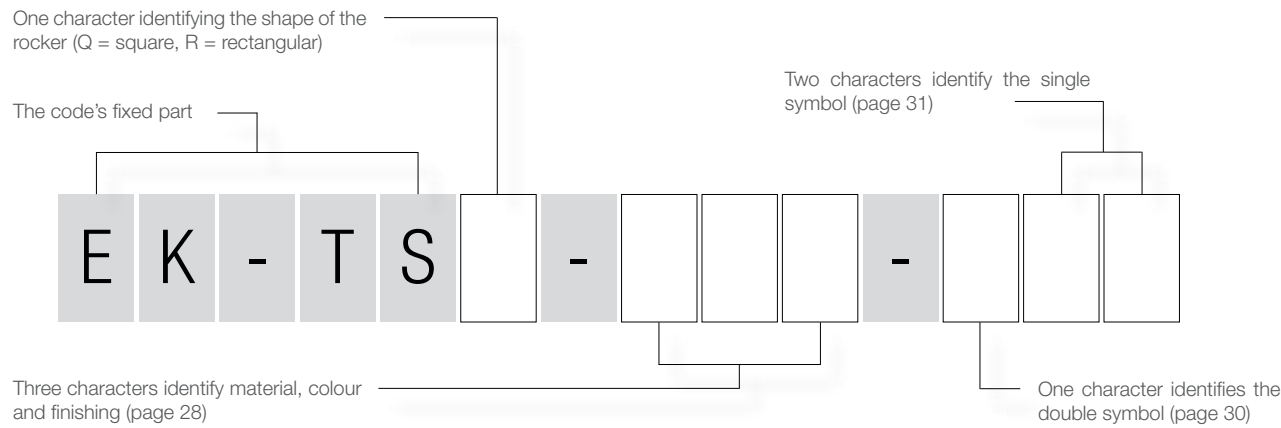 One character identifying the shape of the
rocker (Q = square, R = rectangular)
Two characters identify the single
symbol (page 31)
The code's fixed part
EK-TS - -
Three characters identify material, colour
and finishing (page 28)
One character identifies the
double symbol (page 30)